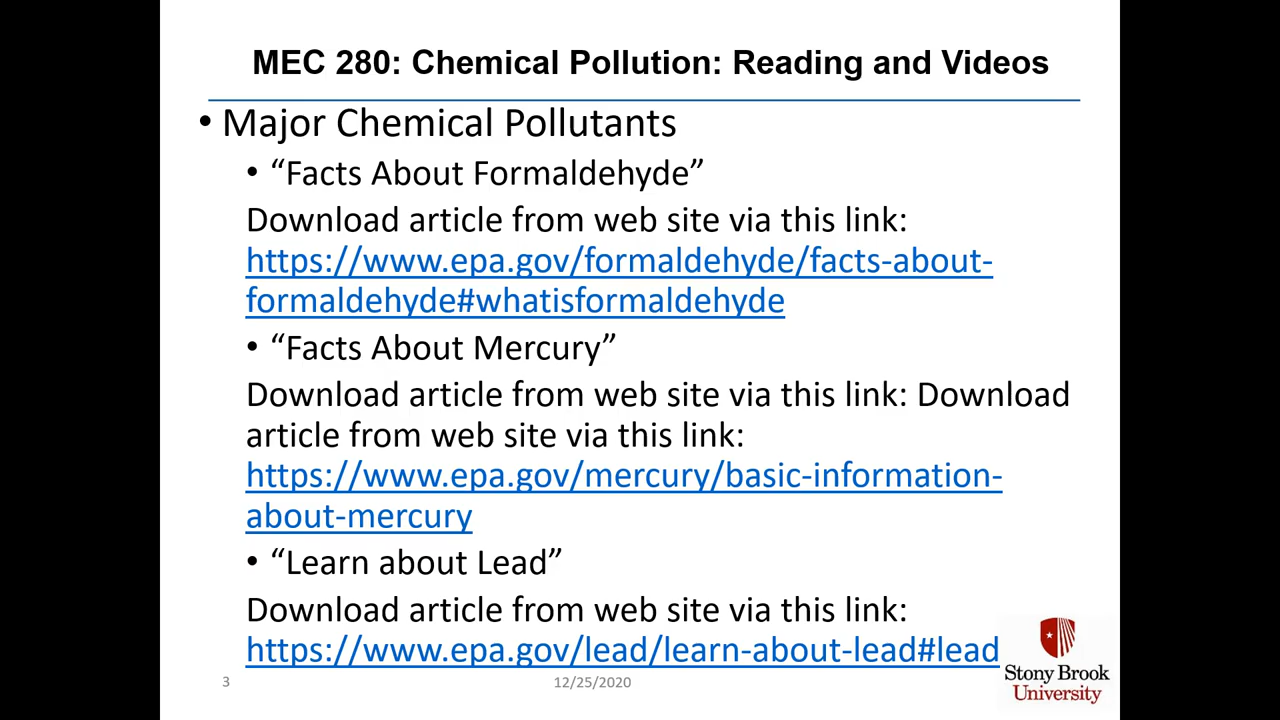 MEC 280: Chemical Pollution: Reading and Videos
• Major Chemical Pollutants
• “Facts About Formaldehyde”
Download article from web site via this link:
https://www.epa.gov/formaldehyde/facts-about-
formaldehyde#whatisformaldehyde
• “Facts About Mercury”
Download article from web site via this link: Download
article from web site via this link:
https://www.epa.gov/mercury/basic-information-
about-mercury
• “Learn about Lead”
Download article from web site via this link:
https://www.epa.gov/lead/learn-about-lead#lead
3
12/25/2020
Stony Brook
University